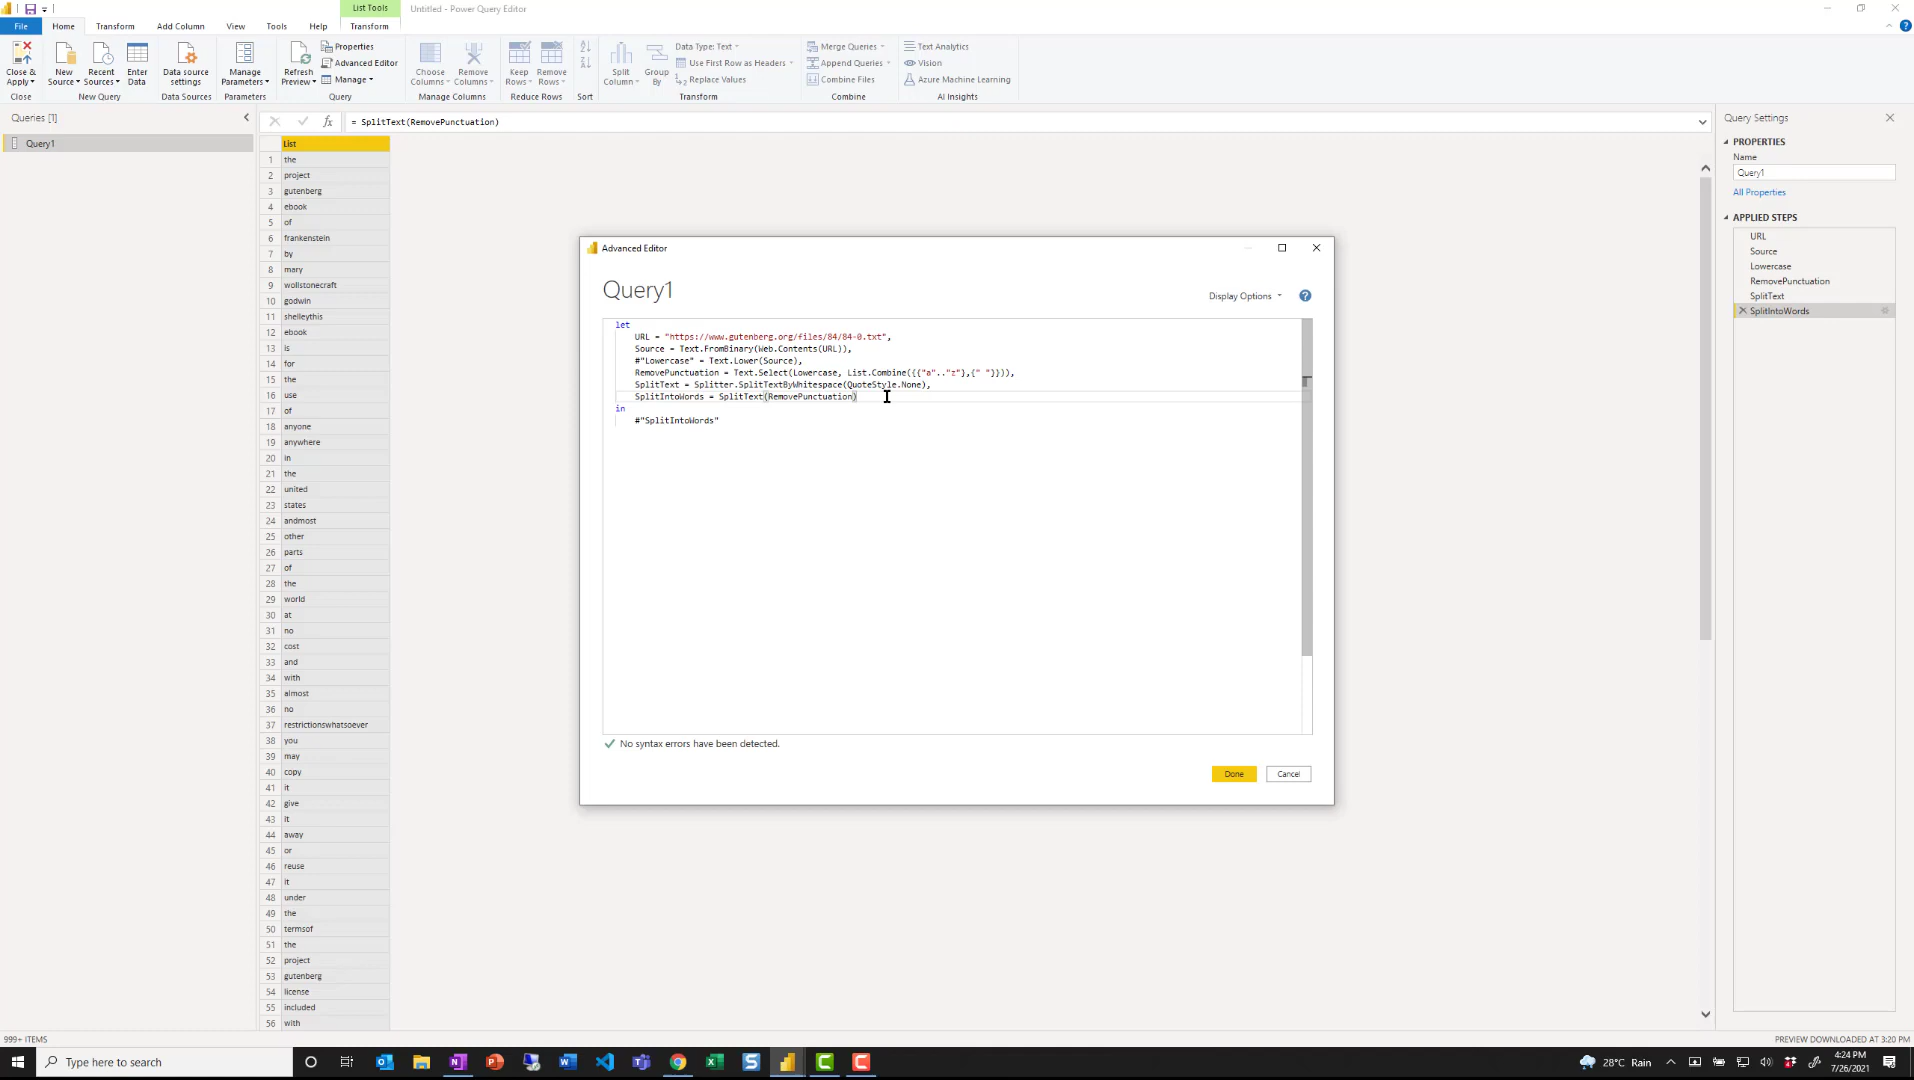 List Tools
Untitled - Power Query Editor
File
Home
Transform
Add Column
View
Tools
Help
Transform
Close &
Apply
New
Source
Recent
Sources
Enter
Data
Data source
settings
Manage
Parameters
Refresh
Preview
Properties
Advanced Editor
Manage
Choose
Columns
Remove
Columns
Keep
Rows
Remove
Rows
Split
Column
Group
By
Data Type: Text
Use First Row as Headers
Replace Values
Merge Queries
Append Queries
Combine Files
Text Analytics
Vision
Azure Machine Learning
Close
New Query
Data Sources
Parameters
Query
Manage Columns
Reduce Rows
Sort
Transform
Combine
AI Insights
Queries [1]
Query1
fx
= SplitText(RemovePunctuation)
List
1 the
2 project
3 gutenberg
4 ebook
5 of
6 frankenstein
7 by
8 mary
9 wollstonecraft
10 godwin
11 shelleythis
12 ebook
13 is
14 for
15 the
16 use
17 of
18 anyone
19 anywhere
20 in
21 the
22 united
23 states
24 andmost
25 other
26 parts
27 of
28 the
29 world
30 at
31 no
32 cost
33 and
34 with
35 almost
36 no
37 restrictionswhatsoever
38 you
39 may
40 copy
41 it
42 give
43 it
44 away
45 or
46 reuse
47 it
48 under
49 the
50 termsof
51 the
52 project
53 gutenberg
54 license
55 included
56 with
Advanced Editor
Query1
Display Options
let
URL = "https://www.gutenberg.org/files/84/84-0.txt",
Source = Text.FromBinary(Web.Contents(URL)),
#"Lowercase" = Text.Lower(Source),
RemovePunctuation = Text.Select(Lowercase, List.Combine({{"a".."z"},{" "}})),
SplitText = Splitter.SplitTextByWhitespace(QuoteStyle.None),
SplitIntoWords = SplitText(RemovePunctuation)
in
#"SplitIntoWords"
No syntax errors have been detected.
Done
Cancel
Query Settings
PROPERTIES
Name
Query1
All Properties
APPLIED STEPS
URL
Source
Lowercase
RemovePunctuation
SplitText
SplitIntoWords
999+ ITEMS
PREVIEW DOWNLOADED AT 3:20 PM
Type here to search
28°C Rain
4:24 PM
7/26/2021